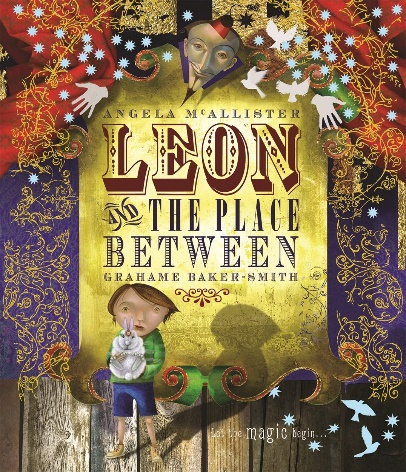 ANGELA McALLISTER
LEON
AND THE PLACE
BETWEEN
GRAHAME BAKER-SMITH
Let the magic begin...